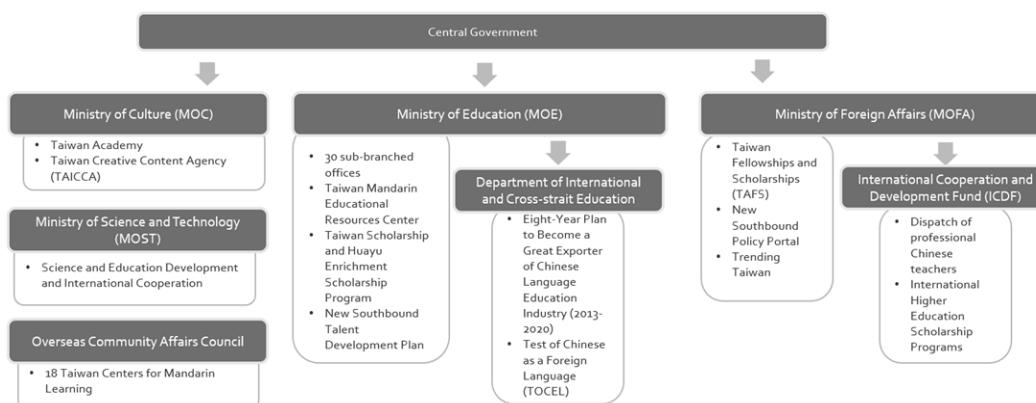 Central Government
Ministry of Culture (MOC)
• Taiwan Academy
• Taiwan Creative Content Agency
(TAICCA)
Ministry of Science and Technology
(MOST)
• Science and Education Development
and International Cooperation
Overseas Community Affairs Council
• 18 Taiwan Centers for Mandarin
Learning
Ministry of Education (MOE)
• 30 sub-branched
offices
• Taiwan Mandarin
Educational
Resources Center
• Taiwan Scholarship
and Huayu
Enrichment
Scholarship
Program
• New Southbound
Talent
Development Plan
Department of International
and Cross-strait Education
• Eight-Year Plan
to Become a
Great Exporter of
Chinese
Language
Education
Industry (2013-
2020)
• Test of Chinese
as a Foreign
Language
(TOCEL)
Ministry of Foreign Affairs (MOFA)
• Taiwan
Fellowships and
Scholarships
(TAFS)
• New
Southbound
Policy Portal
• Trending
Taiwan
International Cooperation and
Development Fund (ICDF)
• Dispatch of
professional
Chinese
teachers
• International
Higher
Education
Scholarship
Programs